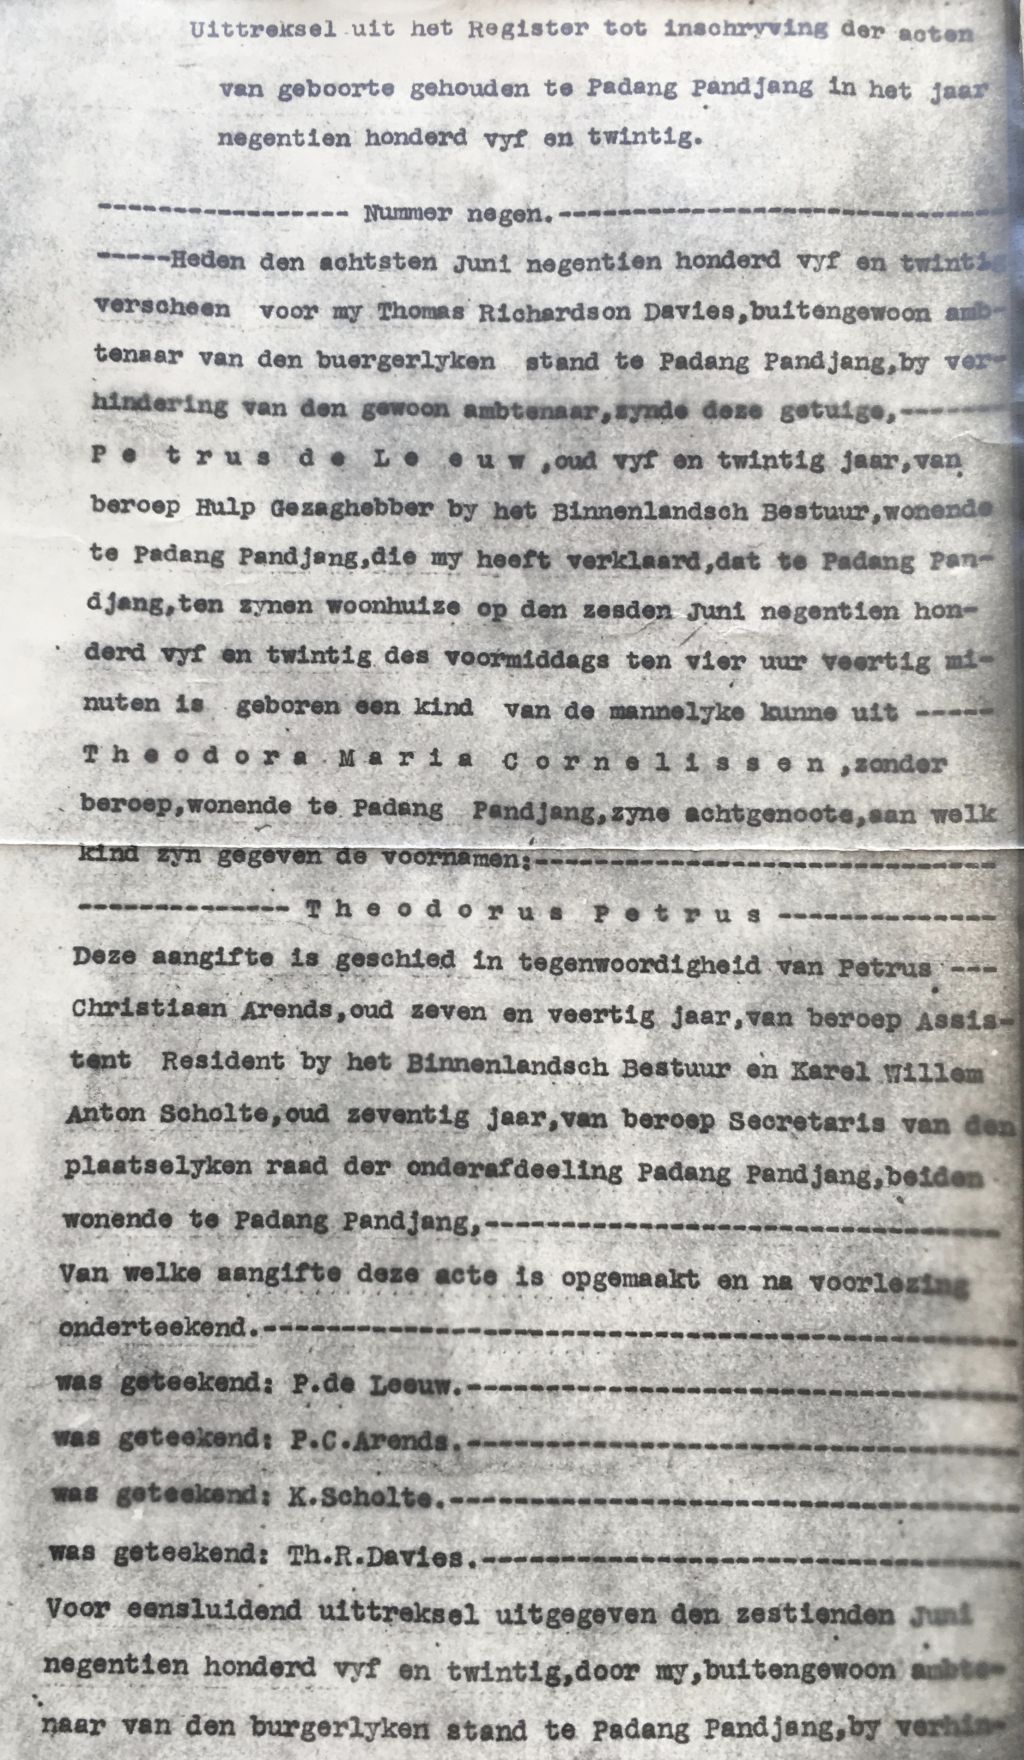 Uittreksel uit het Register tot inschryving der acten
van geboorte gehouden te Padang Pandjang in het jaar
negentien honderd vyf en twintig.
----------------- Nummer negen.------------------------------
-----Heden den achtsten Juni negentien honderd vyf en twintig
verscheen voor my Thomas Richardson Davies,buitengewoon amb-
tenaar van den buergerlyken stand te Padang Pandjang,by ver-
hindering van den gewoon ambtenaar,zynde deze getuige,-------
P e t r u s d e L e e u w ,oud vyf en twintig jaar,van
beroep Hulp Gezaghebber by het Binnenlandsch Bestuur,wonende
te Padang Pandjang,die my heeft verklaard,dat te Padang Pan-
djang,ten zynen woonhuize op den zesden Juni negentien hon-
derd vyf en twintig des voormiddags ten vier uur veertig mi-
nuten is geboren een kind van de mannelyke kunne uit -----
T h e o d o r a M a r i a C o r n e l i s s e n ,zonder
beroep,wonende te Padang Pandjang,zyne achtgenoote,aan welk
kind zyn gegeven de voornamen:-------------------------------
-------------- T h e o d o r u s P e t r u s ---------------
Deze aangifte is geschied in tegenwoordigheid van Petrus ---
Christiaan Arends,oud zeven en veertig jaar,van beroep Assis-
tent Resident by het Binnenlandsch Bestuur en Karel Willem
Anton Scholte,oud zeventig jaar,van beroep Secretaris van den
plaatselyken raad der onderafdeeling Padang Pandjang,beiden
wonende te Padang Pandjang,----------------------------------
Van welke aangifte deze acte is opgemaakt en na voorlezing
onderteekend.------------------------------------------------
was geteekend: P.de Leeuw.-----------------------------------
was geteekend: P.C.Arends.-----------------------------------
was geteekend: K.Scholte.------------------------------------
was geteekend: Th.R.Davies.----------------------------------
Voor eensluidend uittreksel uitgegeven den zestienden Juni
negentien honderd vyf en twintig,door my,buitengewoon ambte-
naar van den burgerlyken stand te Padang Pandjang,by verhin-